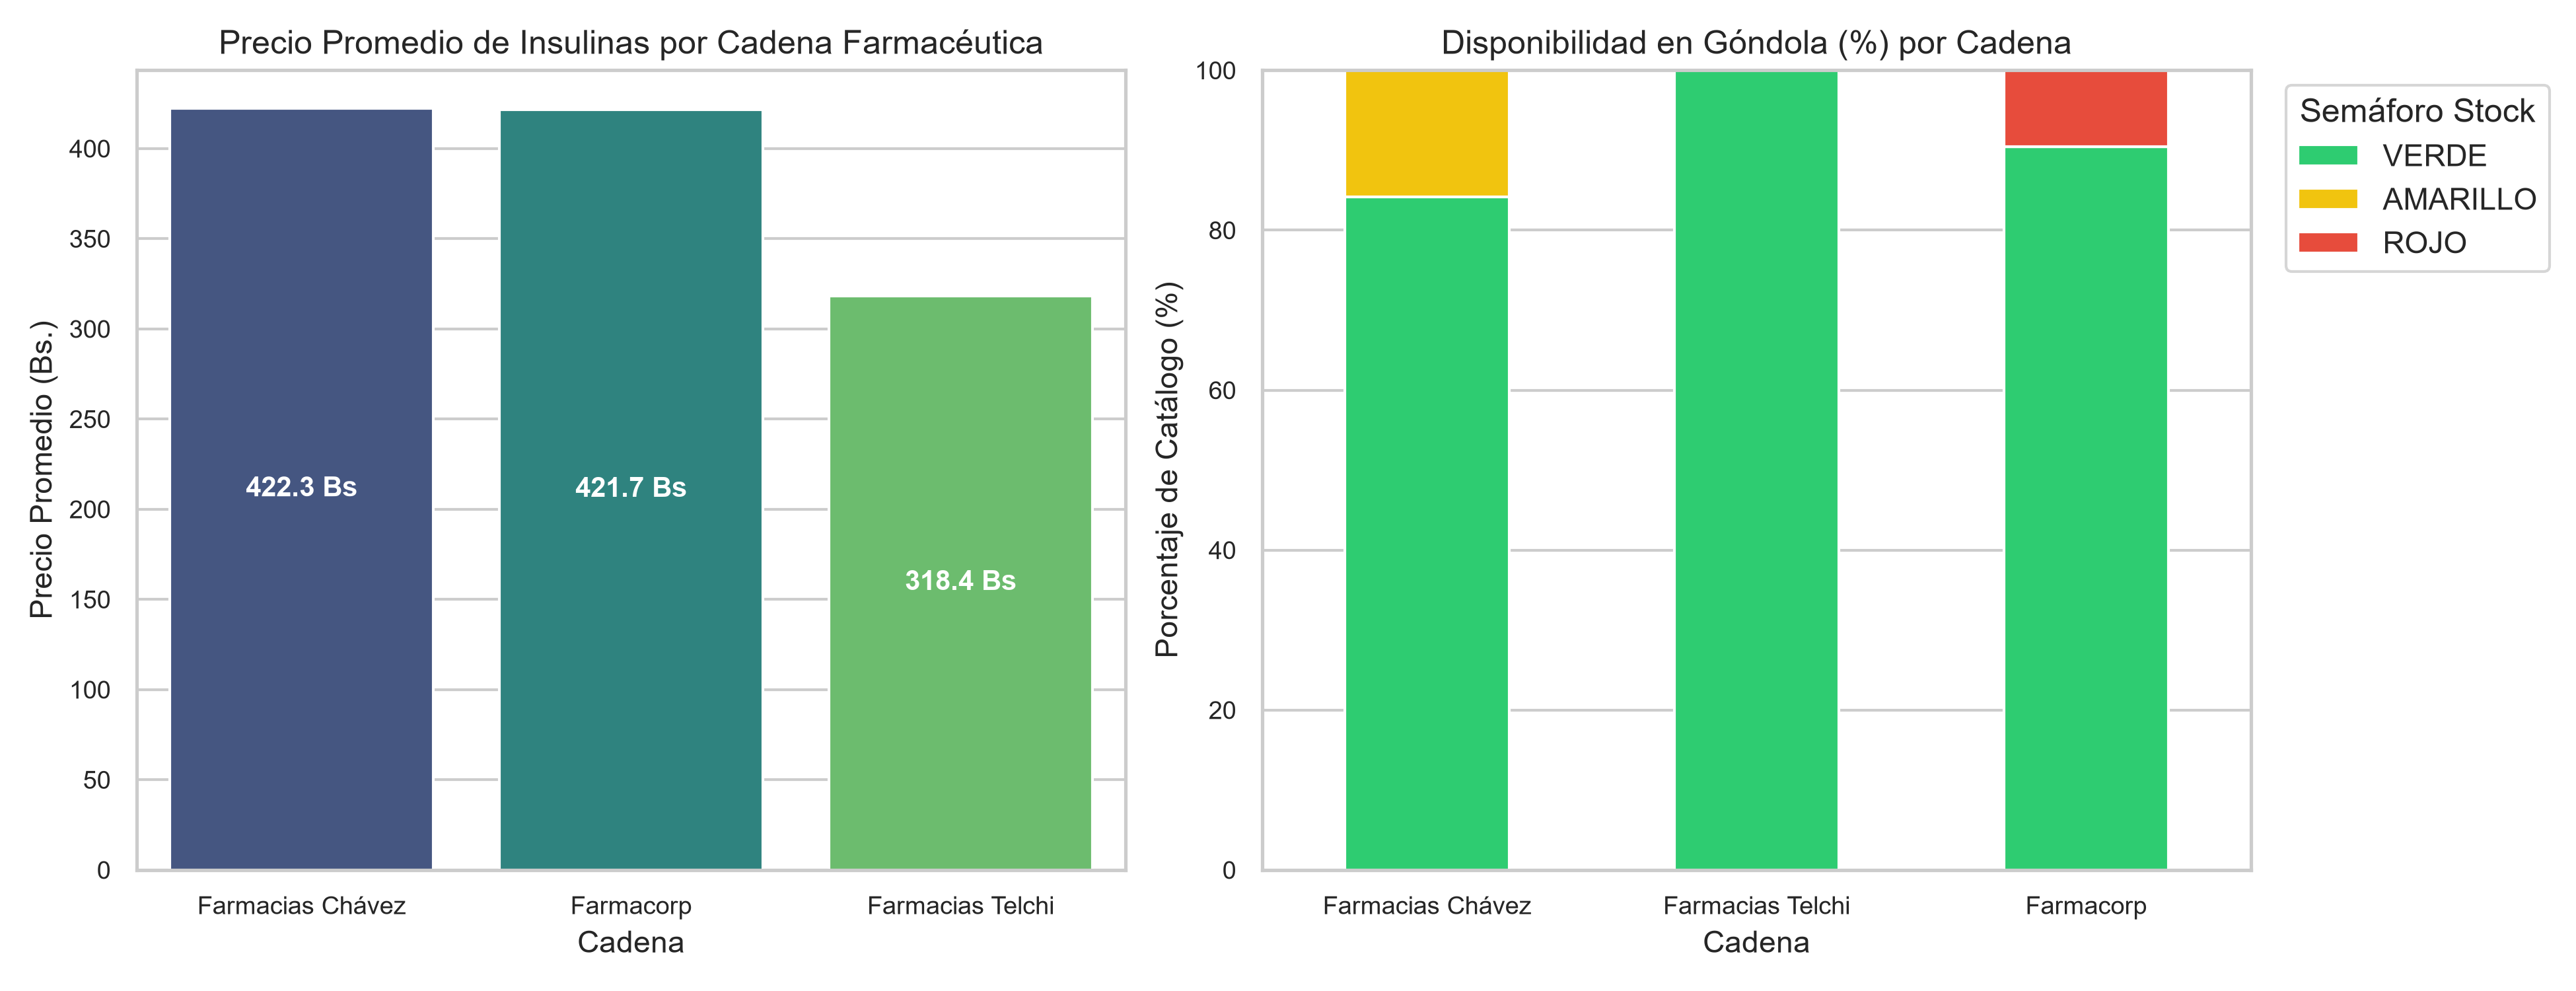 Precio Promedio de Insulinas por Cadena Farmacéutica
Precio Promedio (Bs.)
400
350
300
250
200
150
100
50
0
422.3 Bs
421.7 Bs
318.4 Bs
Farmacias Chávez
Farmacorp
Farmacias Telchi
Cadena
Disponibilidad en Góndola (%) por Cadena
Porcentaje de Catálogo (%)
100
80
60
40
20
0
Farmacias Chávez
Farmacias Telchi
Farmacorp
Cadena
Semáforo Stock
VERDE
AMARILLO
ROJO